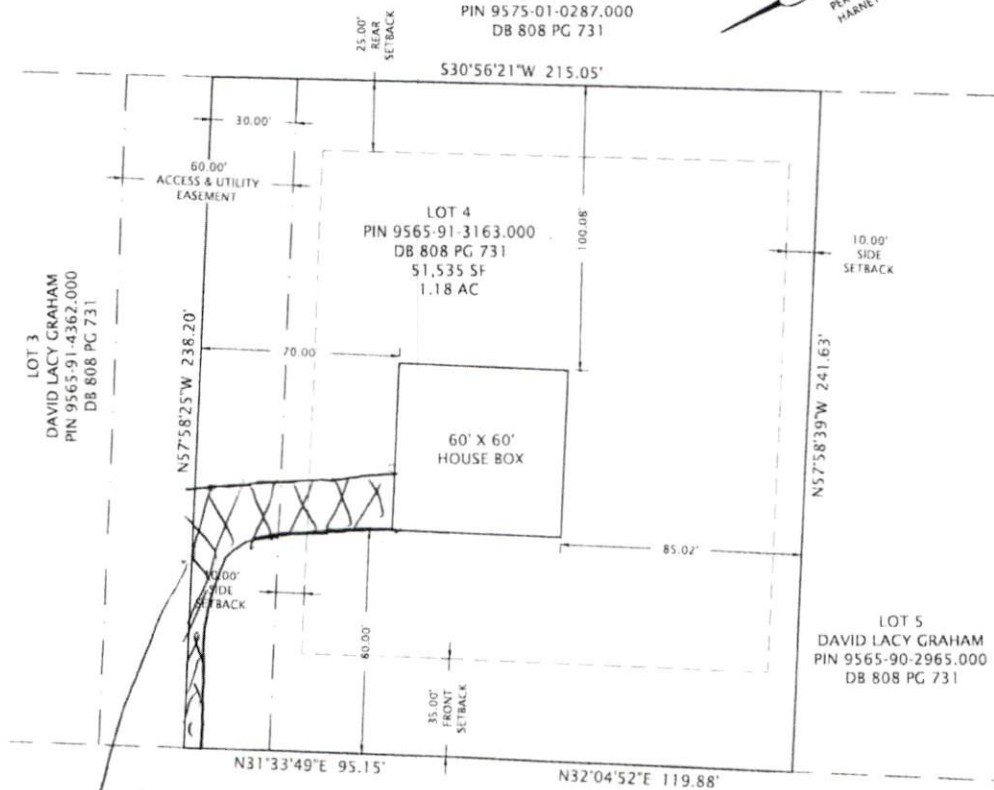 PIN 9575-01-0287.000
DB 808 PG 731
25.00'
REAR
SETBACK
S30°56'21"W 215.05'
30.00'
60.00'
ACCESS & UTILITY
EASEMENT
LOT 4
PIN 9565-91-3163.000
DB 808 PG 731
51,535 SF
1.18 AC
100.08'
10.00'
SIDE
SETBACK
LOT 3
DAVID LACY GRAHAM
PIN 9565-91-4362.000
DB 808 PG 731
N57°58'25"W 238.20'
70.00
60' X 60'
HOUSE BOX
N57°58'39"W 241.63'
85.02'
10.00'
SIDE
SETBACK
60.00'
35.00'
FRONT
SETBACK
LOT 5
DAVID LACY GRAHAM
PIN 9565-90-2965.000
DB 808 PG 731
N31°33'49"E 95.15'
N32°04'52"E 119.88'